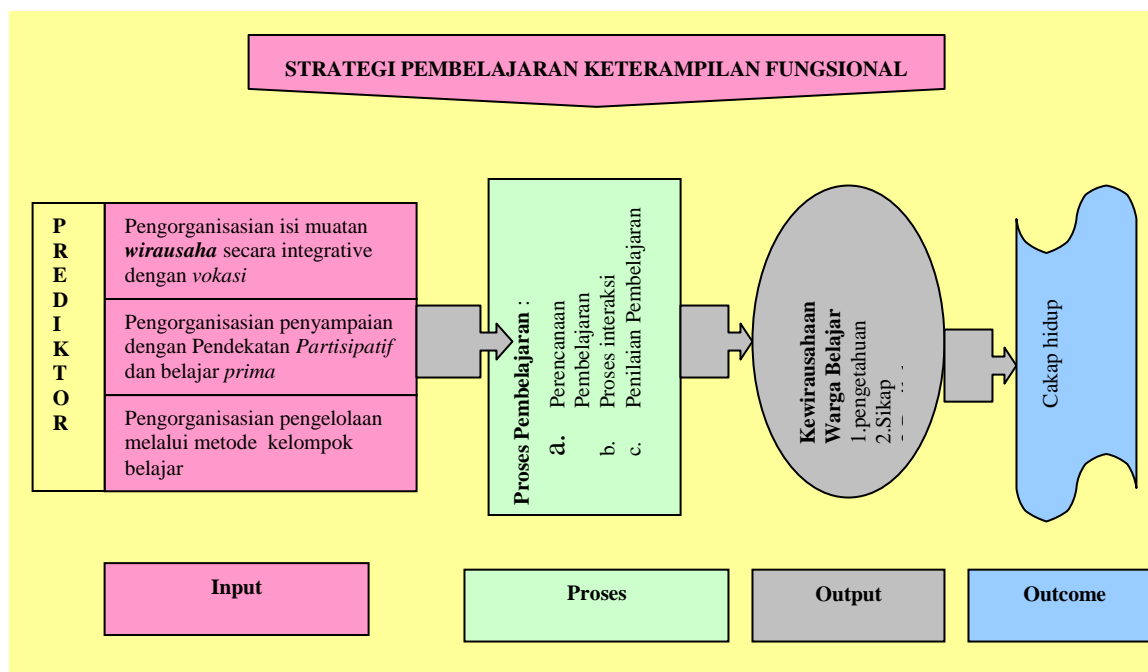 STRATEGI PEMBELAJARAN KETERAMPILAN FUNGSIONAL
P
R
E
D
I
K
T
O
R
Pengorganisasian isi muatan
wirausaha secara integrative
dengan vokasi
Pengorganisasian penyampaian
dengan Pendekatan Partisipatif
dan belajar prima
Pengorganisasian pengelolaan
melalui metode kelompok
belajar
Proses Pembelajaran :
a. Perencanaan
Pembelajaran
b. Proses interaksi
c. Penilaian Pembelajaran
Kewirausahaan
Warga Belajar
1.pengetahuan
2.Sikap
Cakap hidup
Input
Proses
Output
Outcome